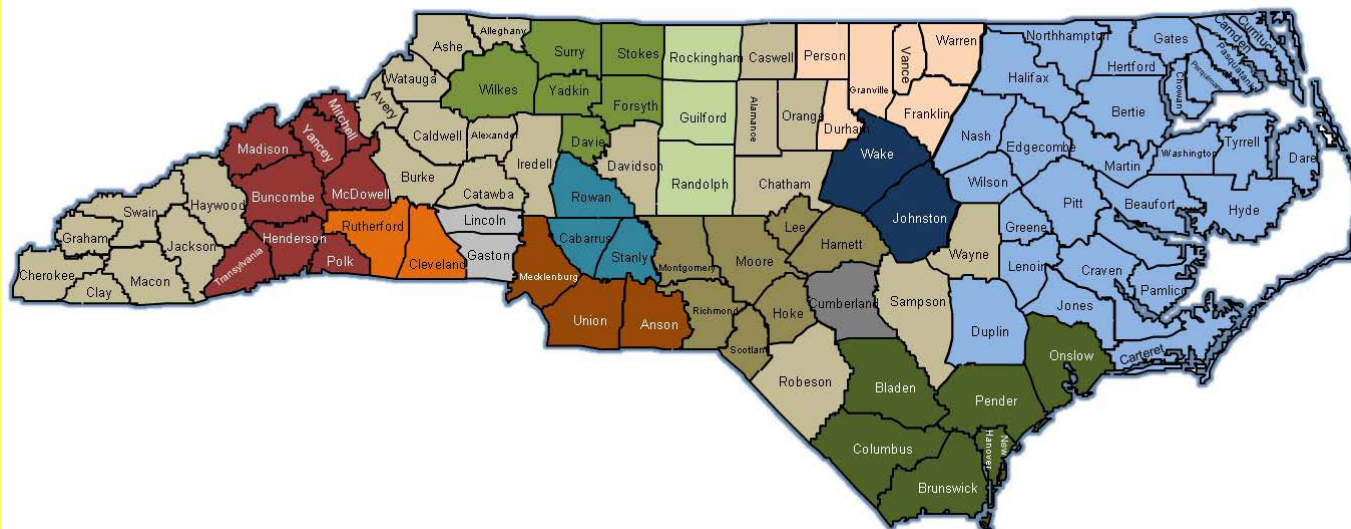 Ashe
Alleghany
Surry
Stokes
Rockingham
Caswell
Person
Granville
Vance
Warren
Northhampton
Gates
Camden
Currituck
Pasquatank
Perquimans
Chowan
Hertford
Halifax
Bertie
Watauga
Wilkes
Yadkin
Forsyth
Guilford
Alamance
Orange
Durham
Franklin
Nash
Edgecombe
Martin
Washington
Tyrrell
Dare
Mitchell
Avery
Yancey
Madison
Caldwell
Alexander
Iredell
Davie
Davidson
Randolph
Chatham
Wake
Wilson
Pitt
Beaufort
Hyde
Swain
Haywood
Buncombe
McDowell
Burke
Catawba
Rowan
Johnston
Greene
Graham
Jackson
Henderson
Rutherford
Lincoln
Cabarrus
Stanly
Montgomery
Moore
Lee
Harnett
Wayne
Lenoir
Craven
Pamlico
Cherokee
Clay
Macon
Transylvania
Polk
Cleveland
Gaston
Mecklenburg
Union
Anson
Richmond
Scotland
Hoke
Cumberland
Sampson
Duplin
Jones
Carteret
Onslow
Robeson
Bladen
Pender
Columbus
Brunswick
New
Hanover